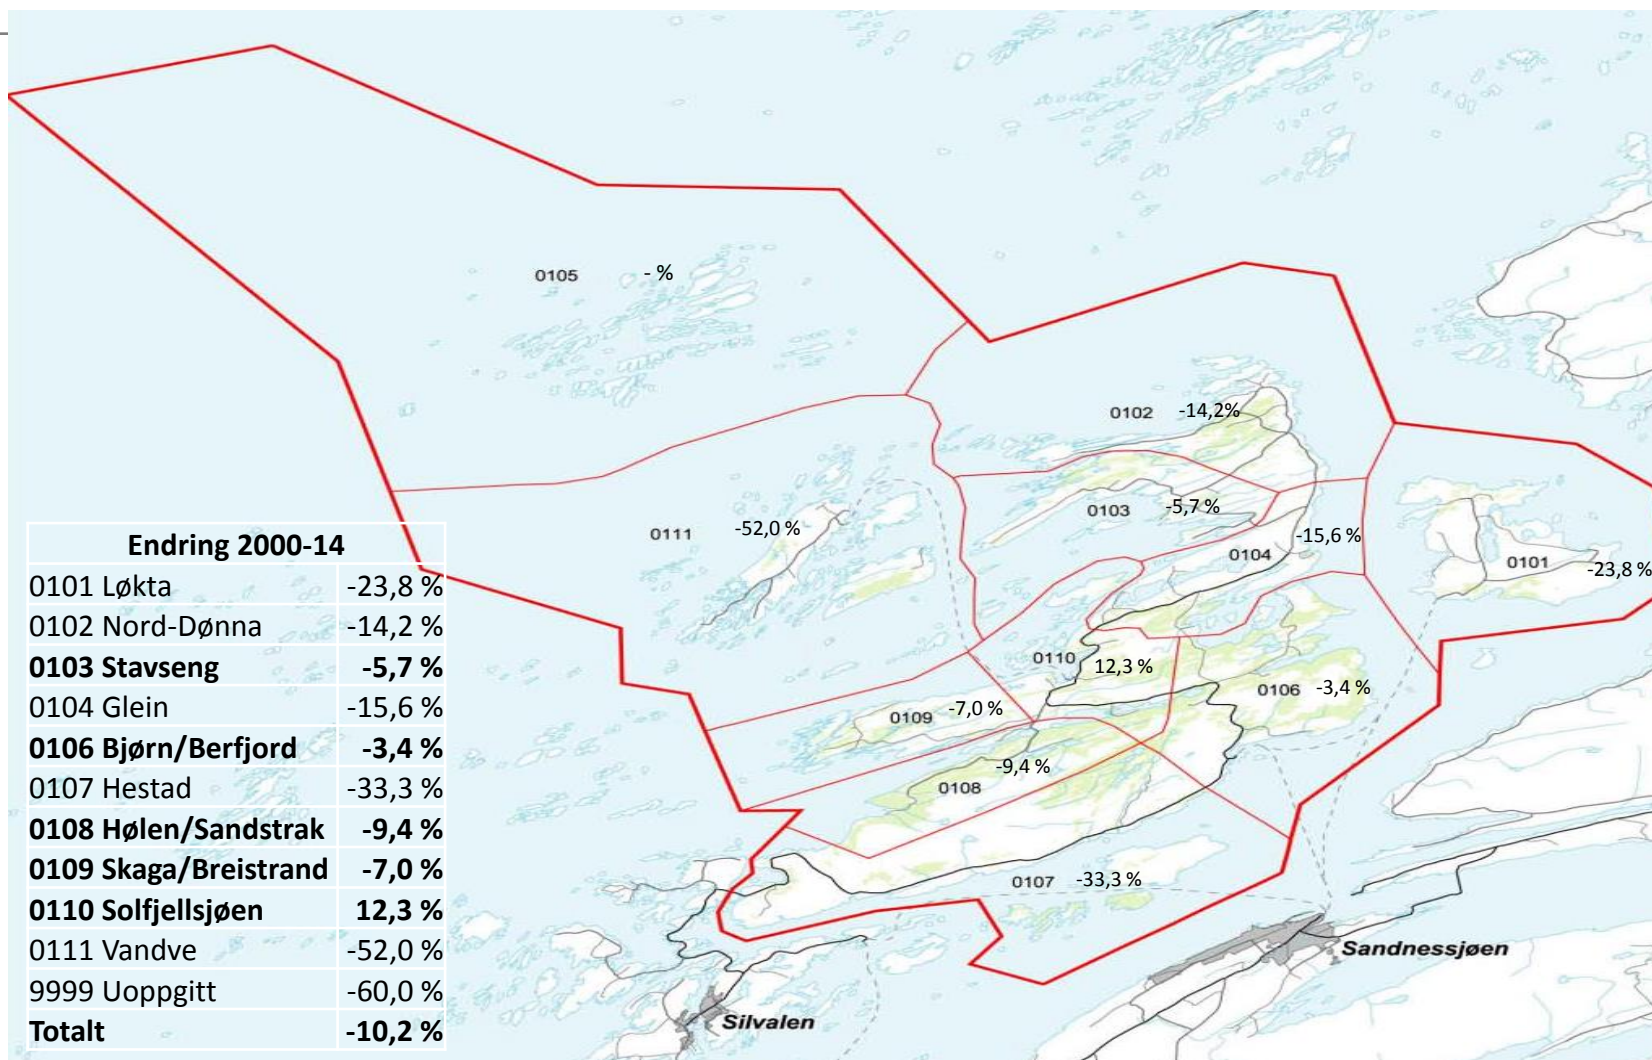 0105 - %
0102 -14,2%
0103 -5,7 %
0111 -52,0 %
-15,6 %
0104
0101 -23,8 %
0110 12,3 %
0106 -3,4 %
0109 -7,0 %
-9,4 %
0108
0107 -33,3 %
Sandnessjøen
Silvalen
Endring 2000-14
0101 Løkta -23,8 %
0102 Nord-Dønna -14,2 %
0103 Stavseng -5,7 %
0104 Glein -15,6 %
0106 Bjørn/Berfjord -3,4 %
0107 Hestad -33,3 %
0108 Hølen/Sandstrak -9,4 %
0109 Skaga/Breistrand -7,0 %
0110 Solfjellsjøen 12,3 %
0111 Vandve -52,0 %
9999 Uoppgitt -60,0 %
Totalt -10,2 %